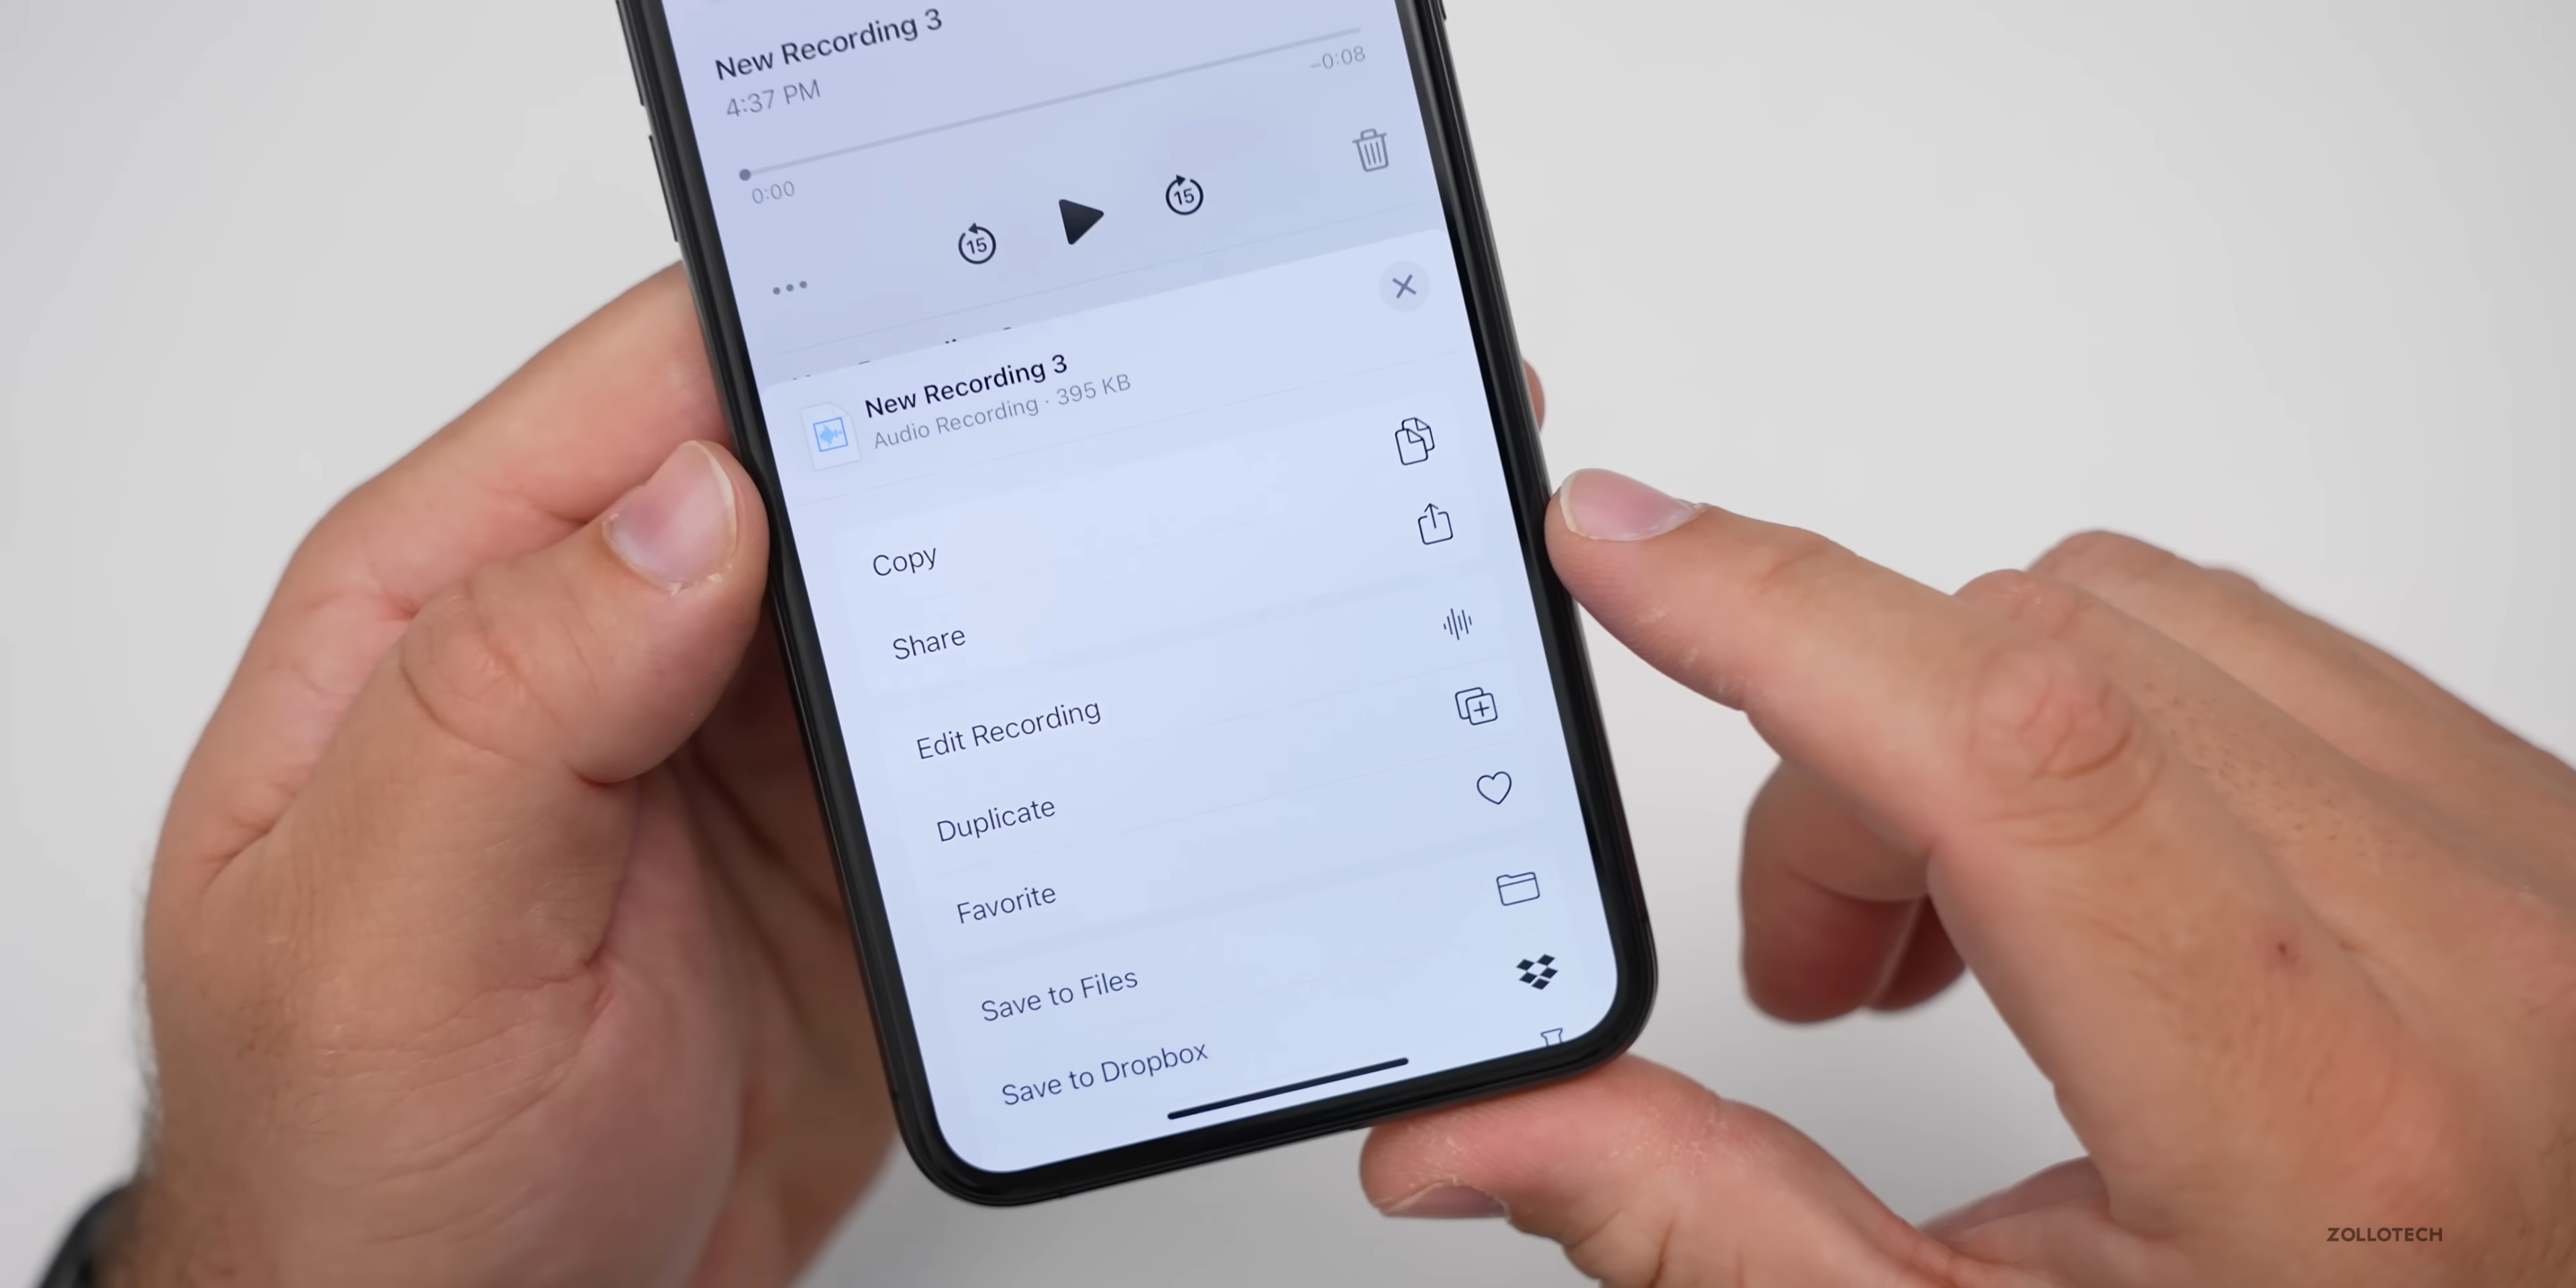 New Recording 3
4:37 PM
0:00
-0:08
15
15
New Recording 3
Audio Recording · 395 KB
Copy
Share
Edit Recording
Duplicate
Favorite
Save to Files
Save to Dropbox
ZOLLOTECH